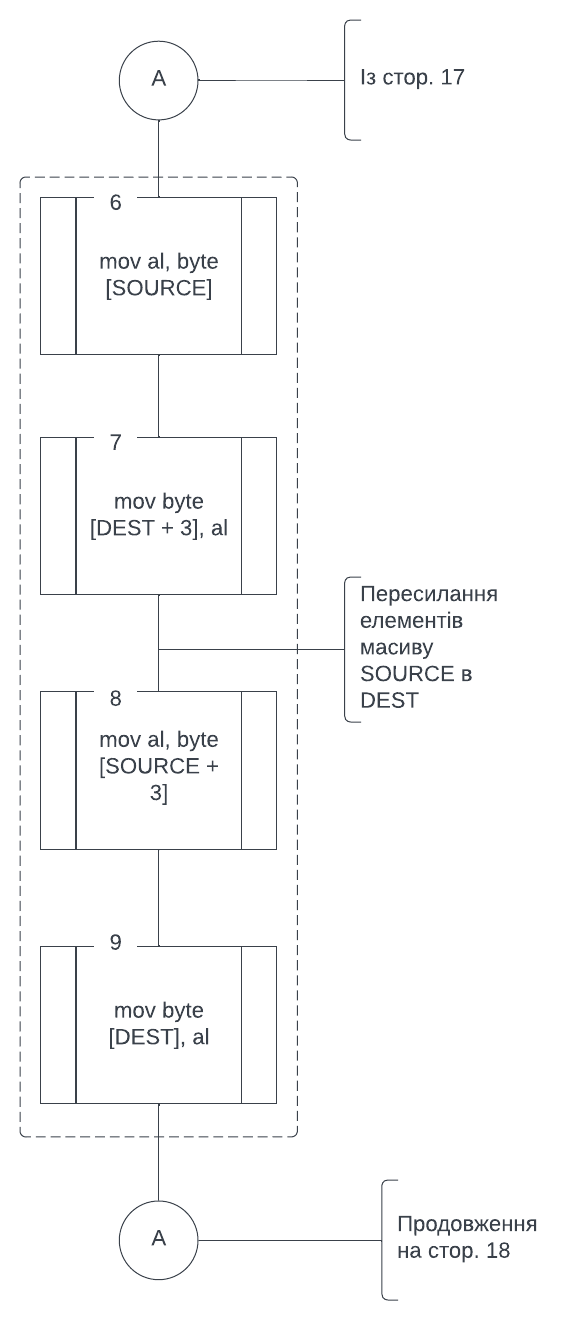 A
Із стор. 17
6
mov al, byte
[SOURCE]
7
mov byte
[DEST + 3], al
Пересилання
елементів
масиву
SOURCE в
DEST
8
mov al, byte
[SOURCE +
3]
9
mov byte
[DEST], al
A
Продовження
на стор. 18